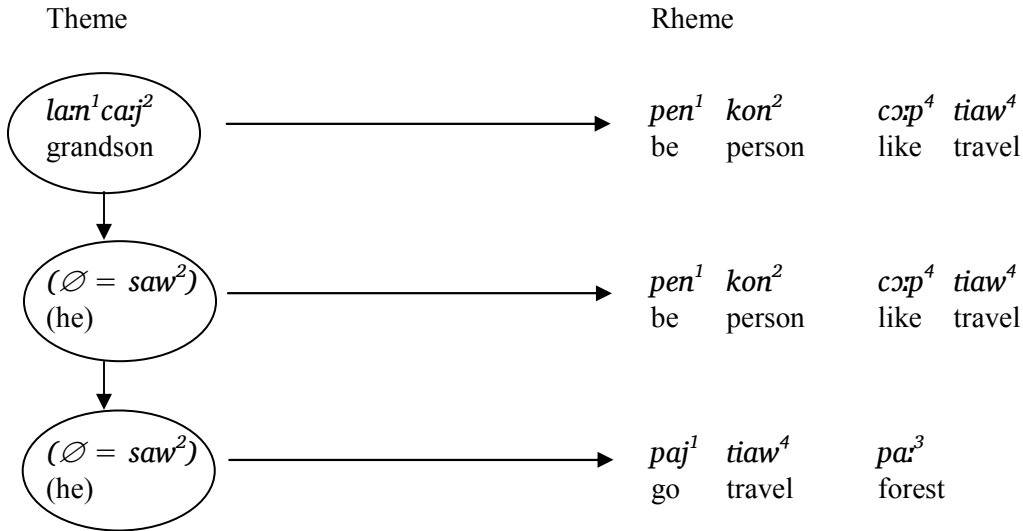 Theme Rheme
la:n¹ca:j² pen¹ kon² cɔ:p⁴ tiaw⁴
grandson be person like travel
(∅ = saw²) pen¹ kon² cɔ:p⁴ tiaw⁴
(he) be person like travel
(∅ = saw²) paj¹ tiaw⁴ pa:³
(he) go travel forest